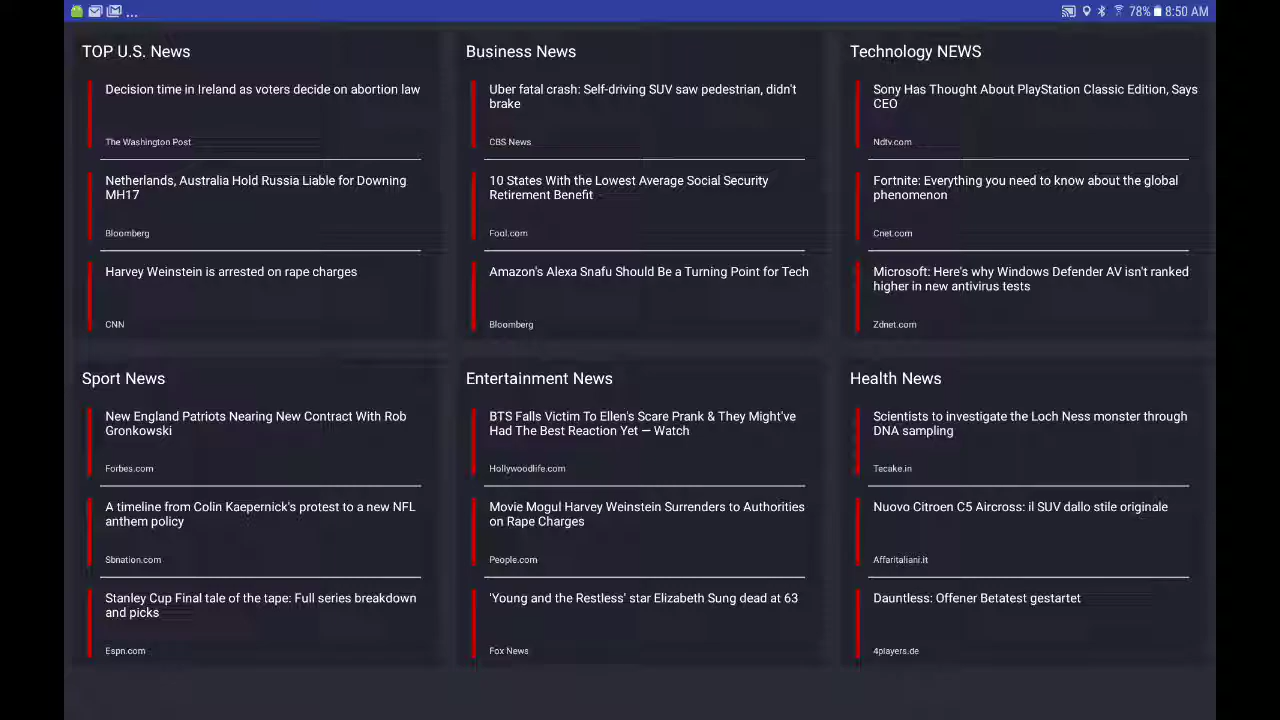 ...
78% 8:50 AM
TOP U.S. News
Decision time in Ireland as voters decide on abortion law
The Washington Post
Netherlands, Australia Hold Russia Liable for Downing
MH17
Bloomberg
Harvey Weinstein is arrested on rape charges
CNN
Business News
Uber fatal crash: Self-driving SUV saw pedestrian, didn't
brake
CBS News
10 States With the Lowest Average Social Security
Retirement Benefit
Fool.com
Amazon's Alexa Snafu Should Be a Turning Point for Tech
Bloomberg
Technology NEWS
Sony Has Thought About PlayStation Classic Edition, Says
CEO
Ndtv.com
Fortnite: Everything you need to know about the global
phenomenon
Cnet.com
Microsoft: Here's why Windows Defender AV isn't ranked
higher in new antivirus tests
Zdnet.com
Sport News
New England Patriots Nearing New Contract With Rob
Gronkowski
Forbes.com
A timeline from Colin Kaepernick's protest to a new NFL
anthem policy
Sbnation.com
Stanley Cup Final tale of the tape: Full series breakdown
and picks
Espn.com
Entertainment News
BTS Falls Victim To Ellen's Scare Prank & They Might've
Had The Best Reaction Yet — Watch
Hollywoodlife.com
Movie Mogul Harvey Weinstein Surrenders to Authorities
on Rape Charges
People.com
'Young and the Restless' star Elizabeth Sung dead at 63
Fox News
Health News
Scientists to investigate the Loch Ness monster through
DNA sampling
Tecake.in
Nuovo Citroen C5 Aircross: il SUV dallo stile originale
Affaritaliani.it
Dauntless: Offener Betatest gestartet
4players.de